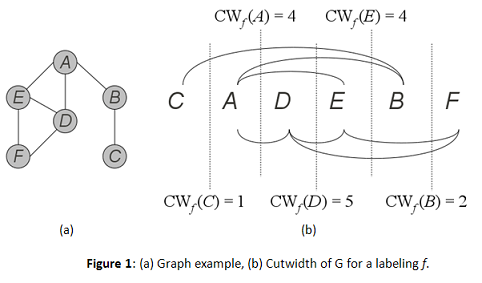 CW_f(A) = 4 CW_f(E) = 4
A
E B
D
F C
C A D E B F
CW_f(C) = 1 CW_f(D) = 5 CW_f(B) = 2
(a) (b)
Figure 1: (a) Graph example, (b) Cutwidth of G for a labeling f.